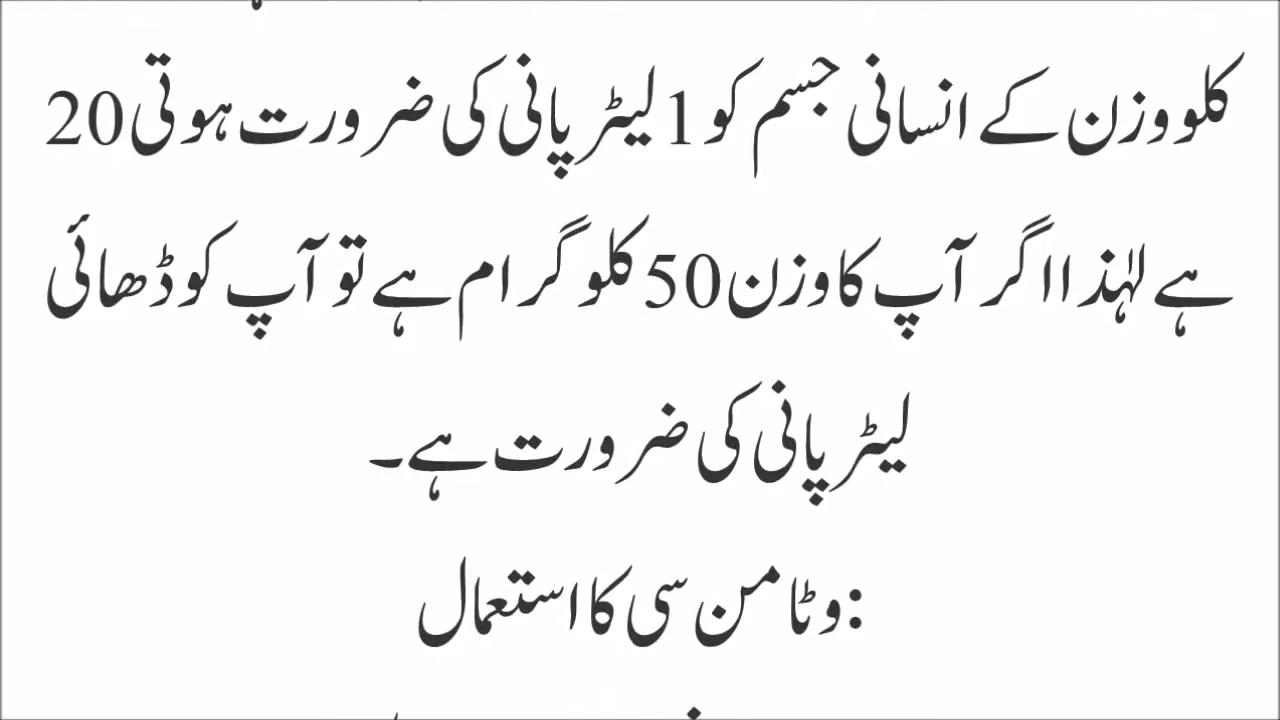 کلو وزن کے انسانی جسم کو 1 لیٹر پانی کی ضرورت ہوتی 20
ہے لہٰذا اگر آپ کا وزن 50 کلو گرام ہے تو آپ کو ڈھائی
لیٹر پانی کی ضرورت ہے۔
:وٹامن سی کا استعمال